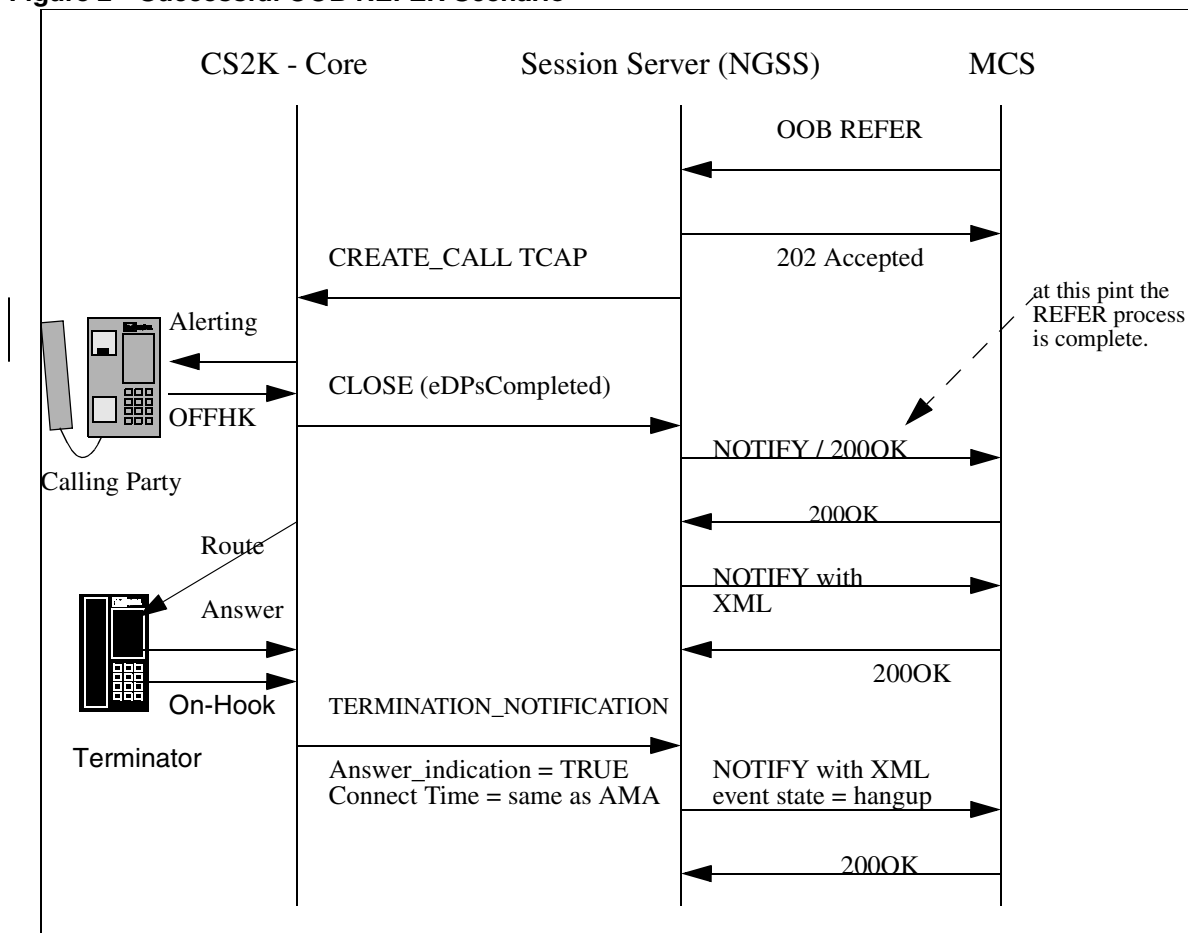 Figure 2 Successful OOB REFER Scenario
CS2K - Core
Session Server (NGSS)
MCS
OOB REFER
202 Accepted
CREATE_CALL TCAP
at this pint the
REFER process
is complete.
Alerting
CLOSE (eDPsCompleted)
OFFHK
NOTIFY / 200OK
Calling Party
200OK
Route
NOTIFY with
XML
Answer
200OK
On-Hook
TERMINATION_NOTIFICATION
Terminator
Answer_indication = TRUE
Connect Time = same as AMA
NOTIFY with XML
event state = hangup
200OK